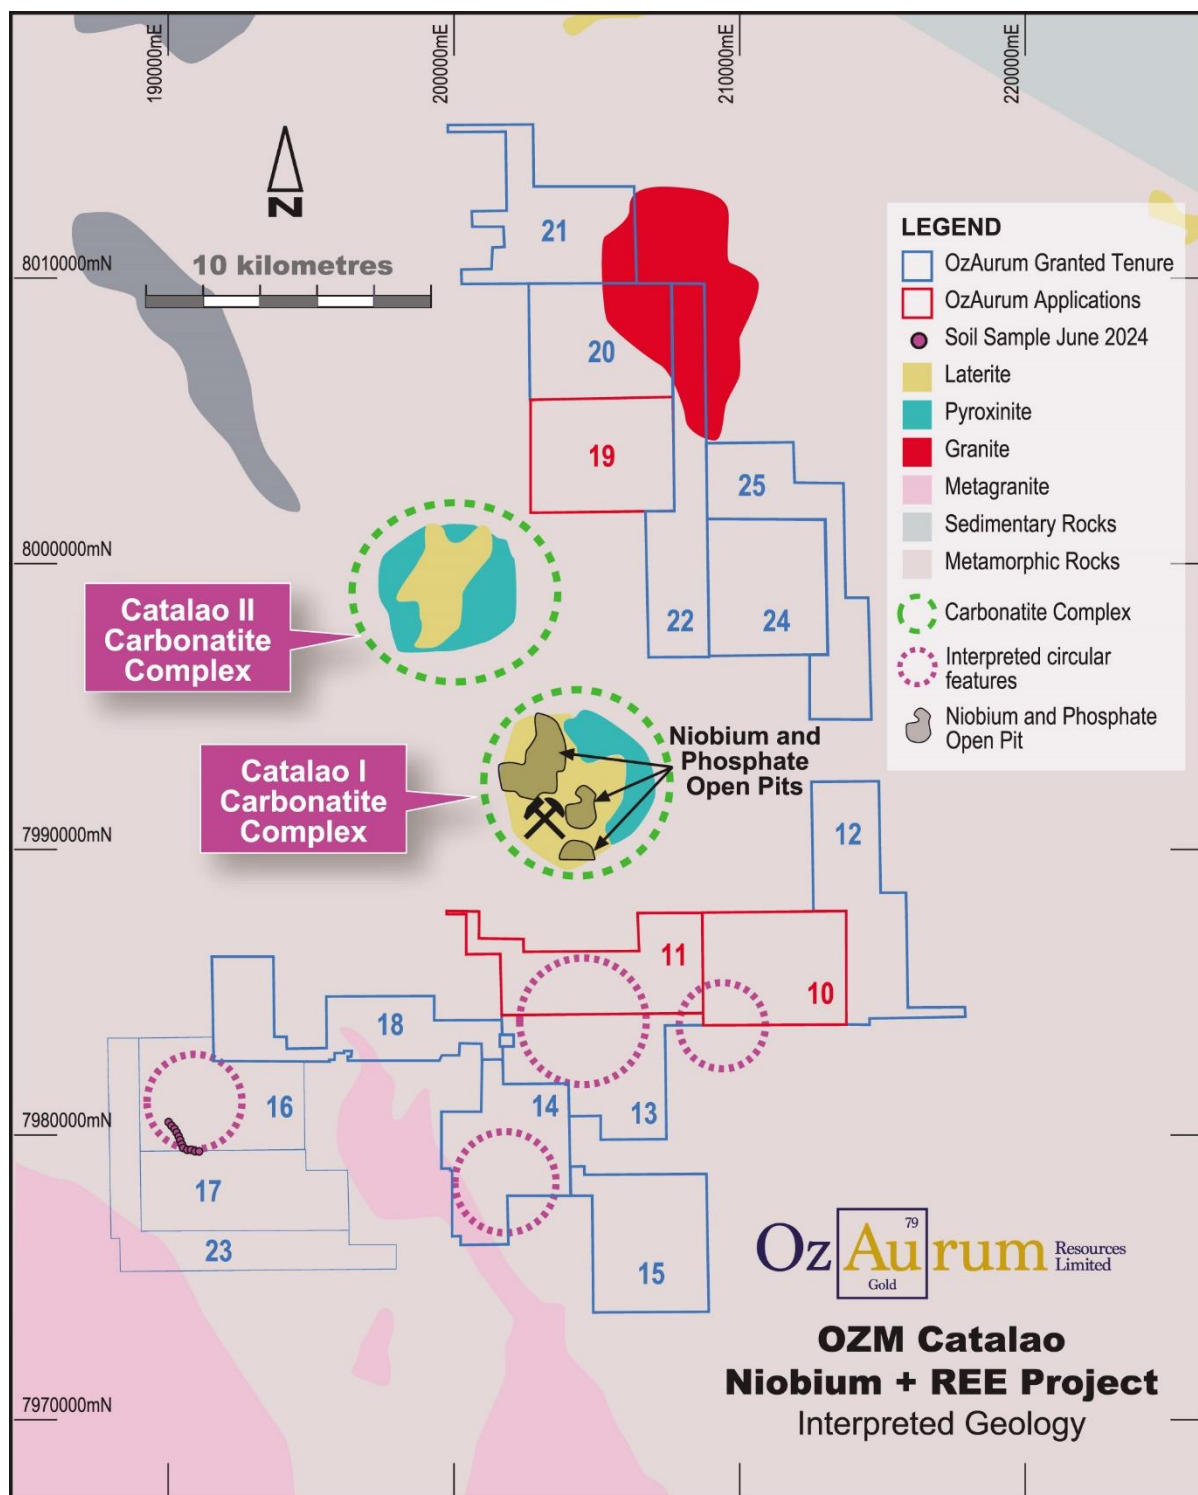 190000mE
200000mE
210000mE
220000mE
8010000mN
8000000mN
7990000mN
7980000mN
7970000mN
N
10 kilometres
21
20
19
25
22
24
12
11
10
18
16
14
13
17
23
15
Catalao II
Carbonatite
Complex
Catalao I
Carbonatite
Complex
Niobium and
Phosphate
Open Pits
LEGEND
OzAurum Granted Tenure
OzAurum Applications
Soil Sample June 2024
Laterite
Pyroxinite
Granite
Metagranite
Sedimentary Rocks
Metamorphic Rocks
Carbonatite Complex
Interpreted circular
features
Niobium and Phosphate
Open Pit
79
OzAurum Resources
Limited
Gold
OZM Catalao
Niobium + REE Project
Interpreted Geology